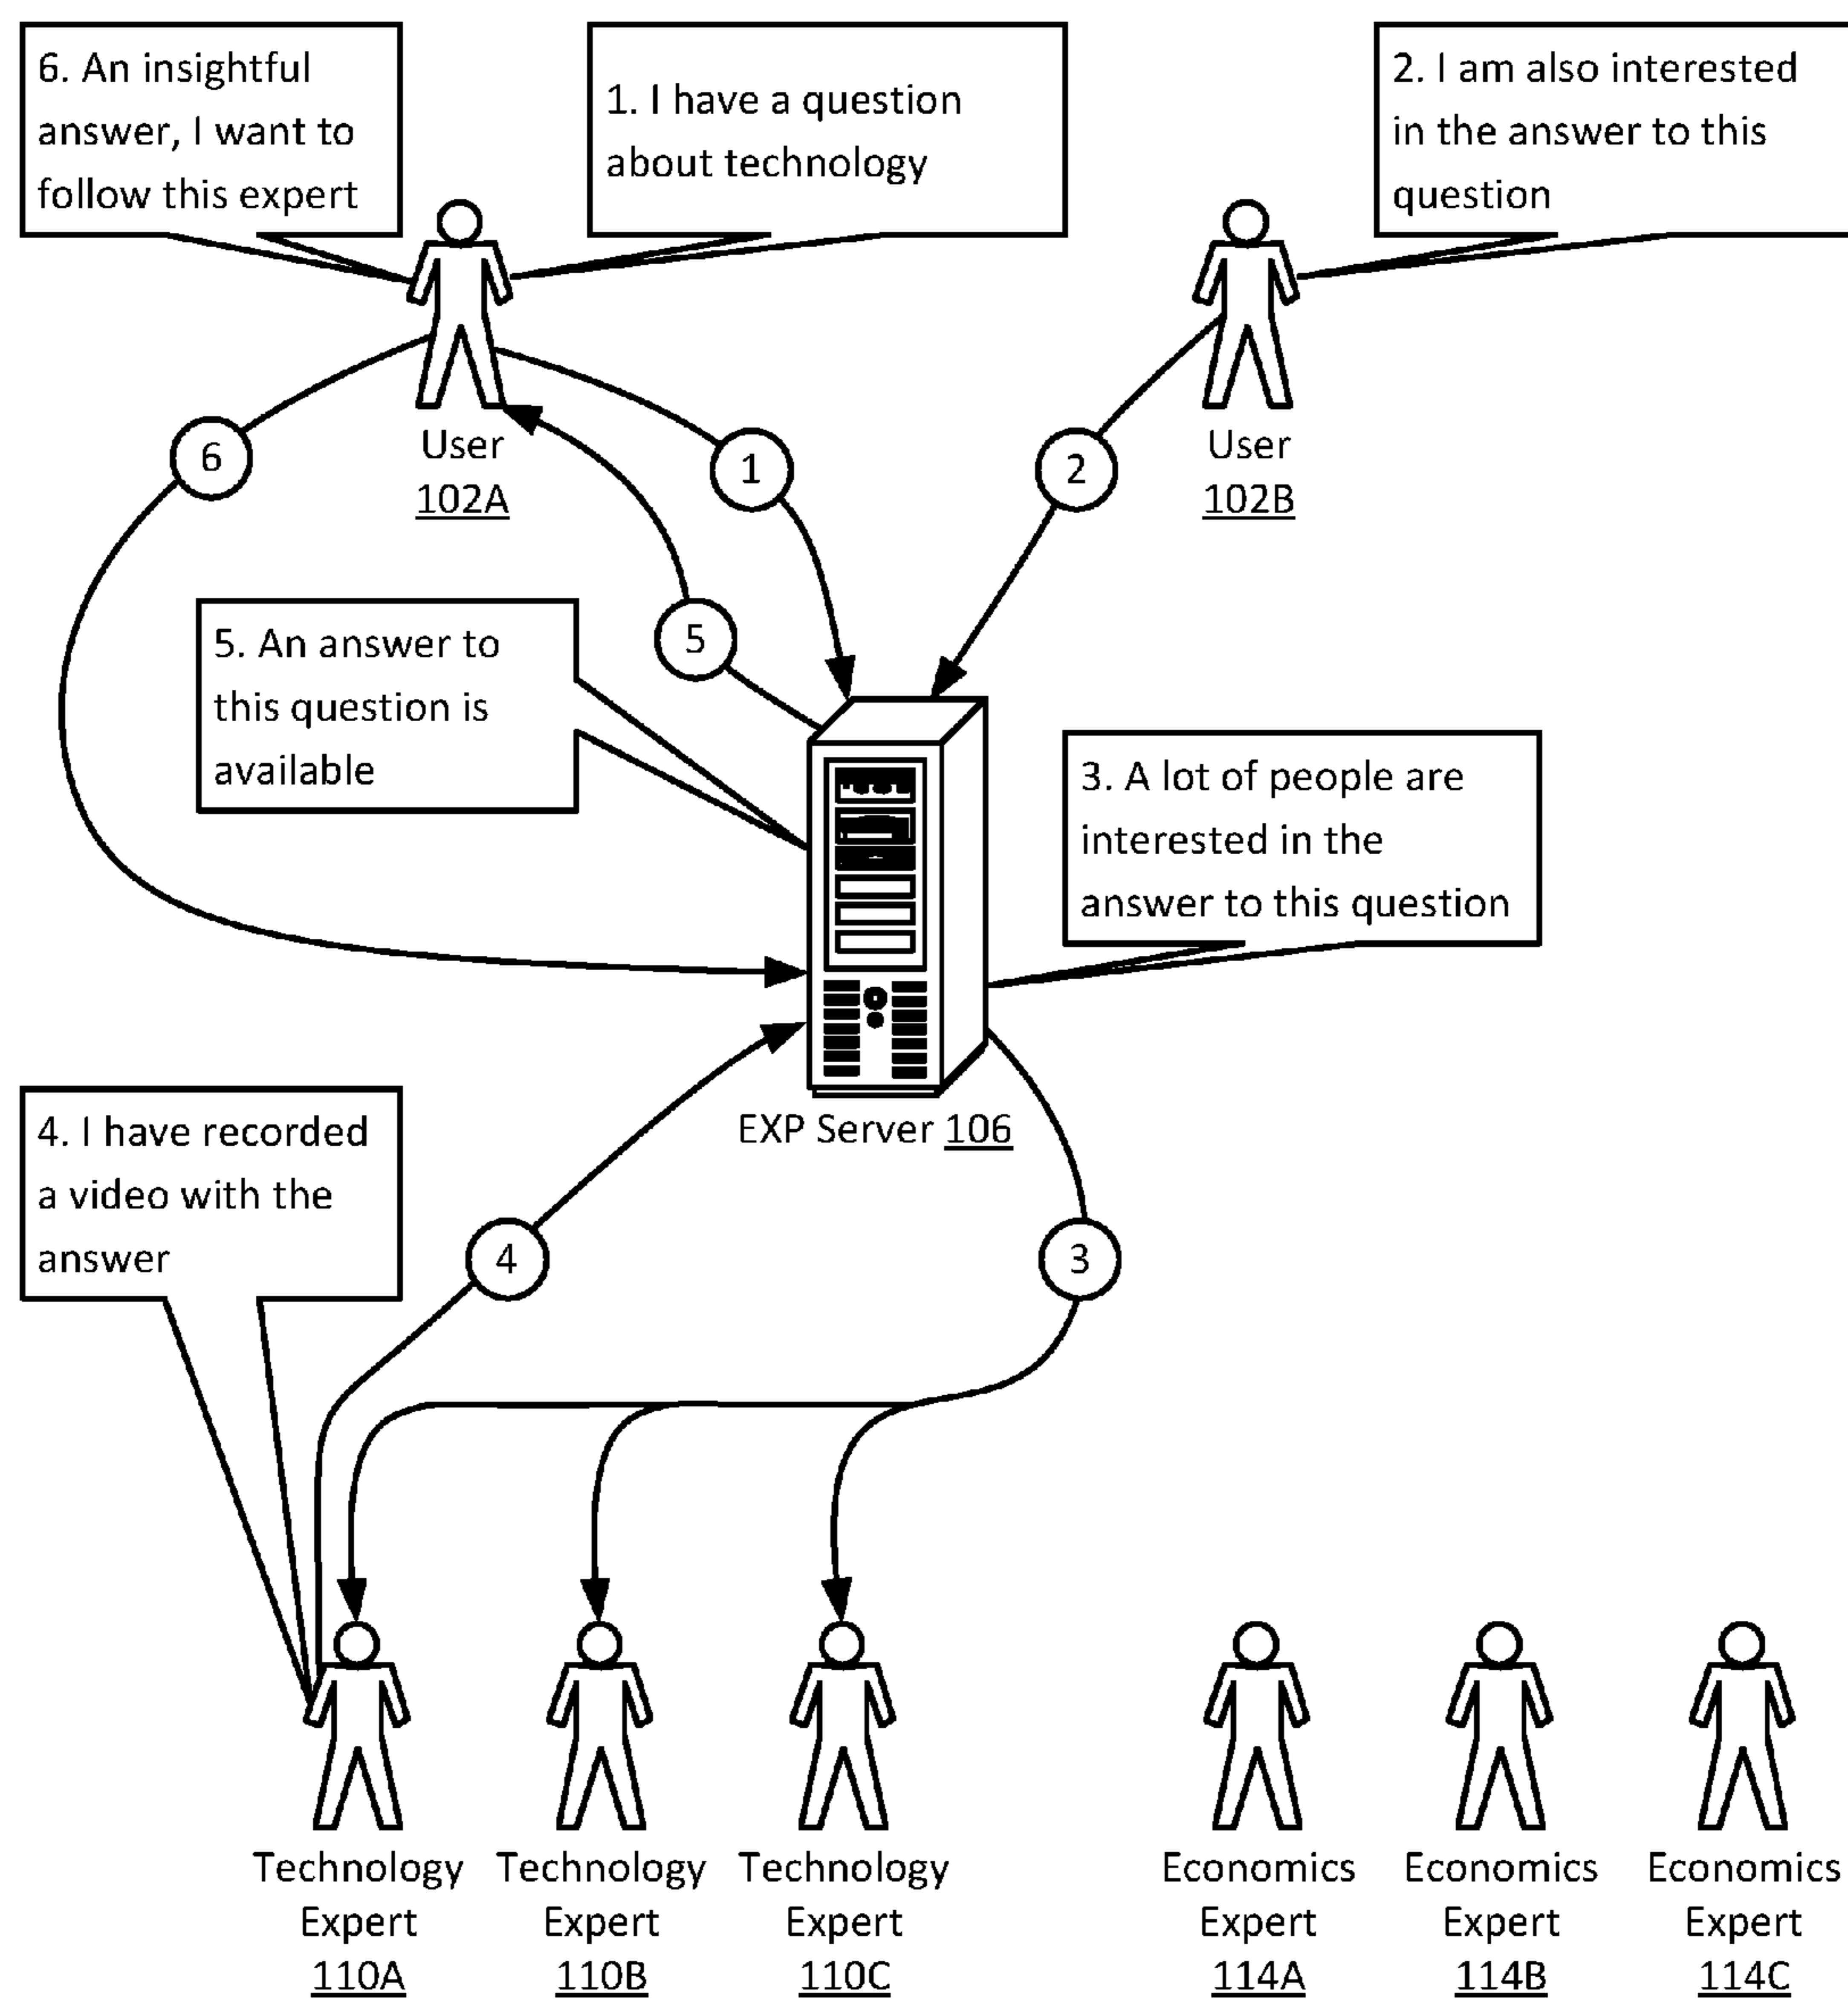 6. An insightful
answer, I want to
follow this expert
1. I have a question
about technology
2. I am also interested
in the answer to this
question
User
102A
User
102B
6
1
2
5
5. An answer to
this question is
available
3. A lot of people are
interested in the
answer to this question
EXP Server 106
4. I have recorded
a video with the
answer
4
3
Technology
Expert
110A
Technology
Expert
110B
Technology
Expert
110C
Economics
Expert
114A
Economics
Expert
114B
Economics
Expert
114C